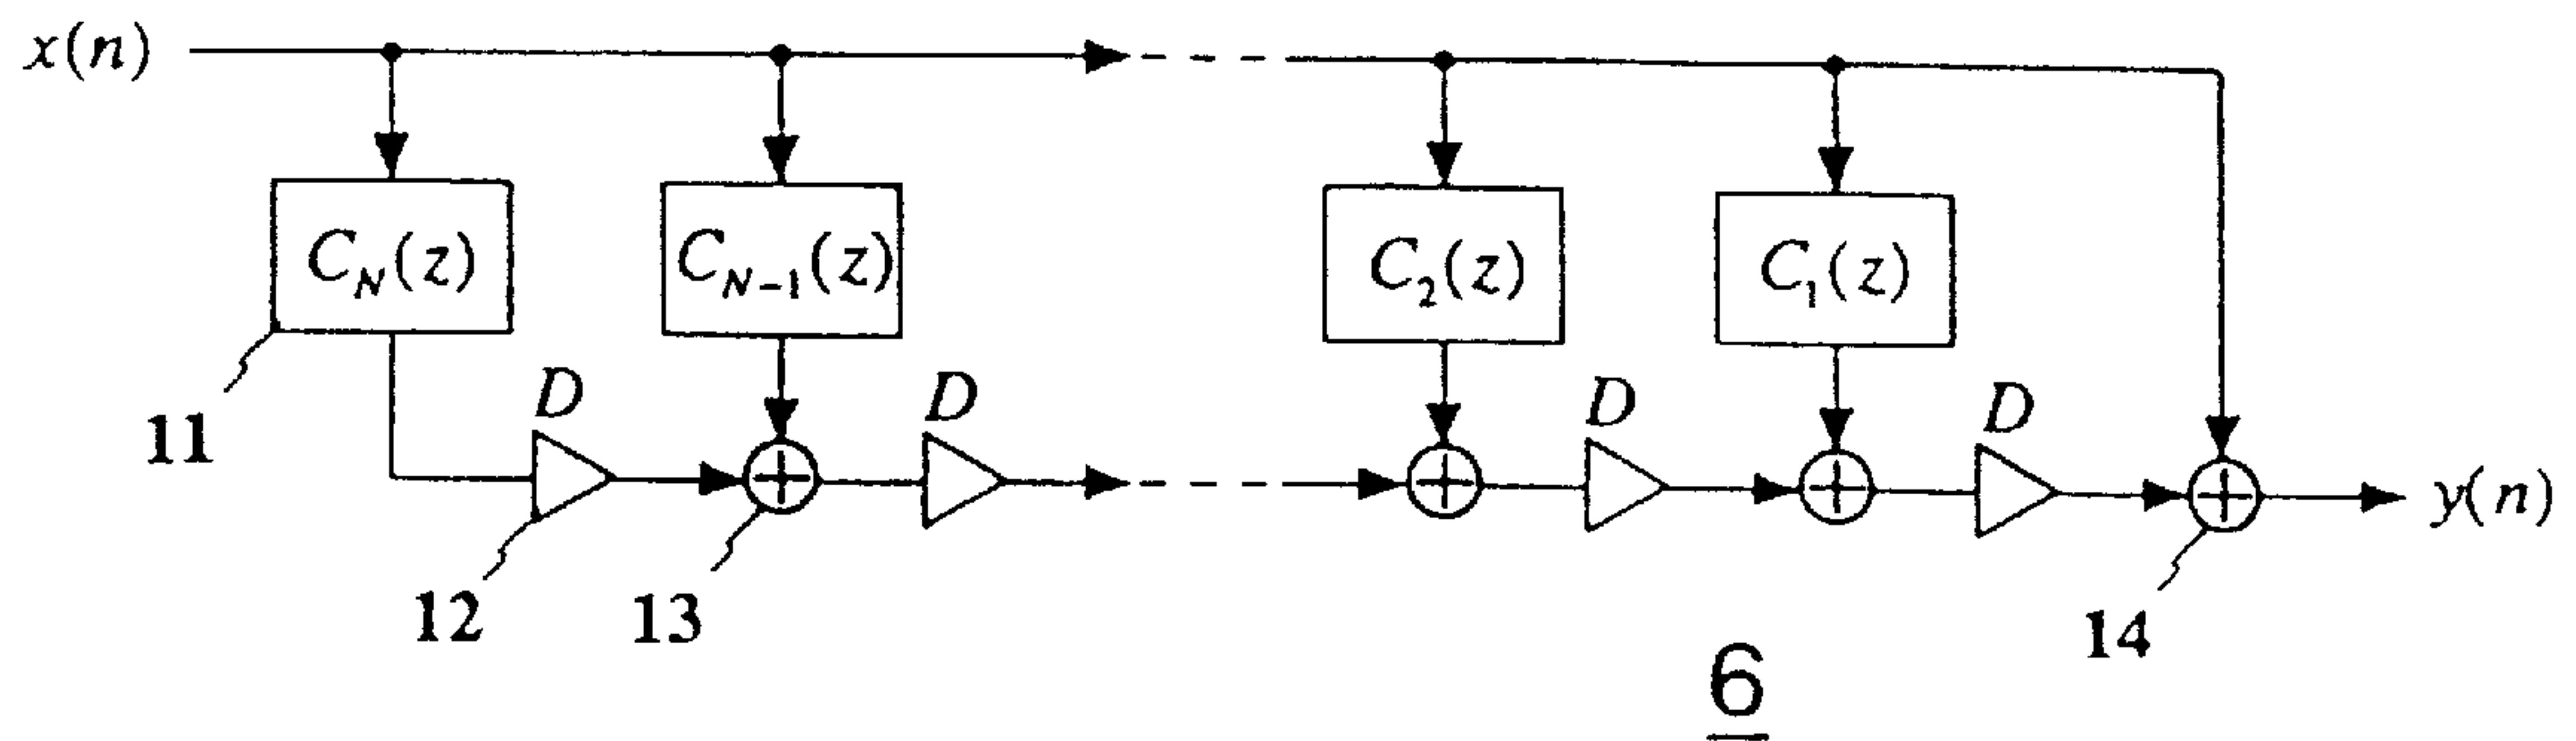 x(n)
C_N(z) C_{N-1}(z) C_2(z) C_1(z)
D D D D
y(n)
11 12 13 14
6